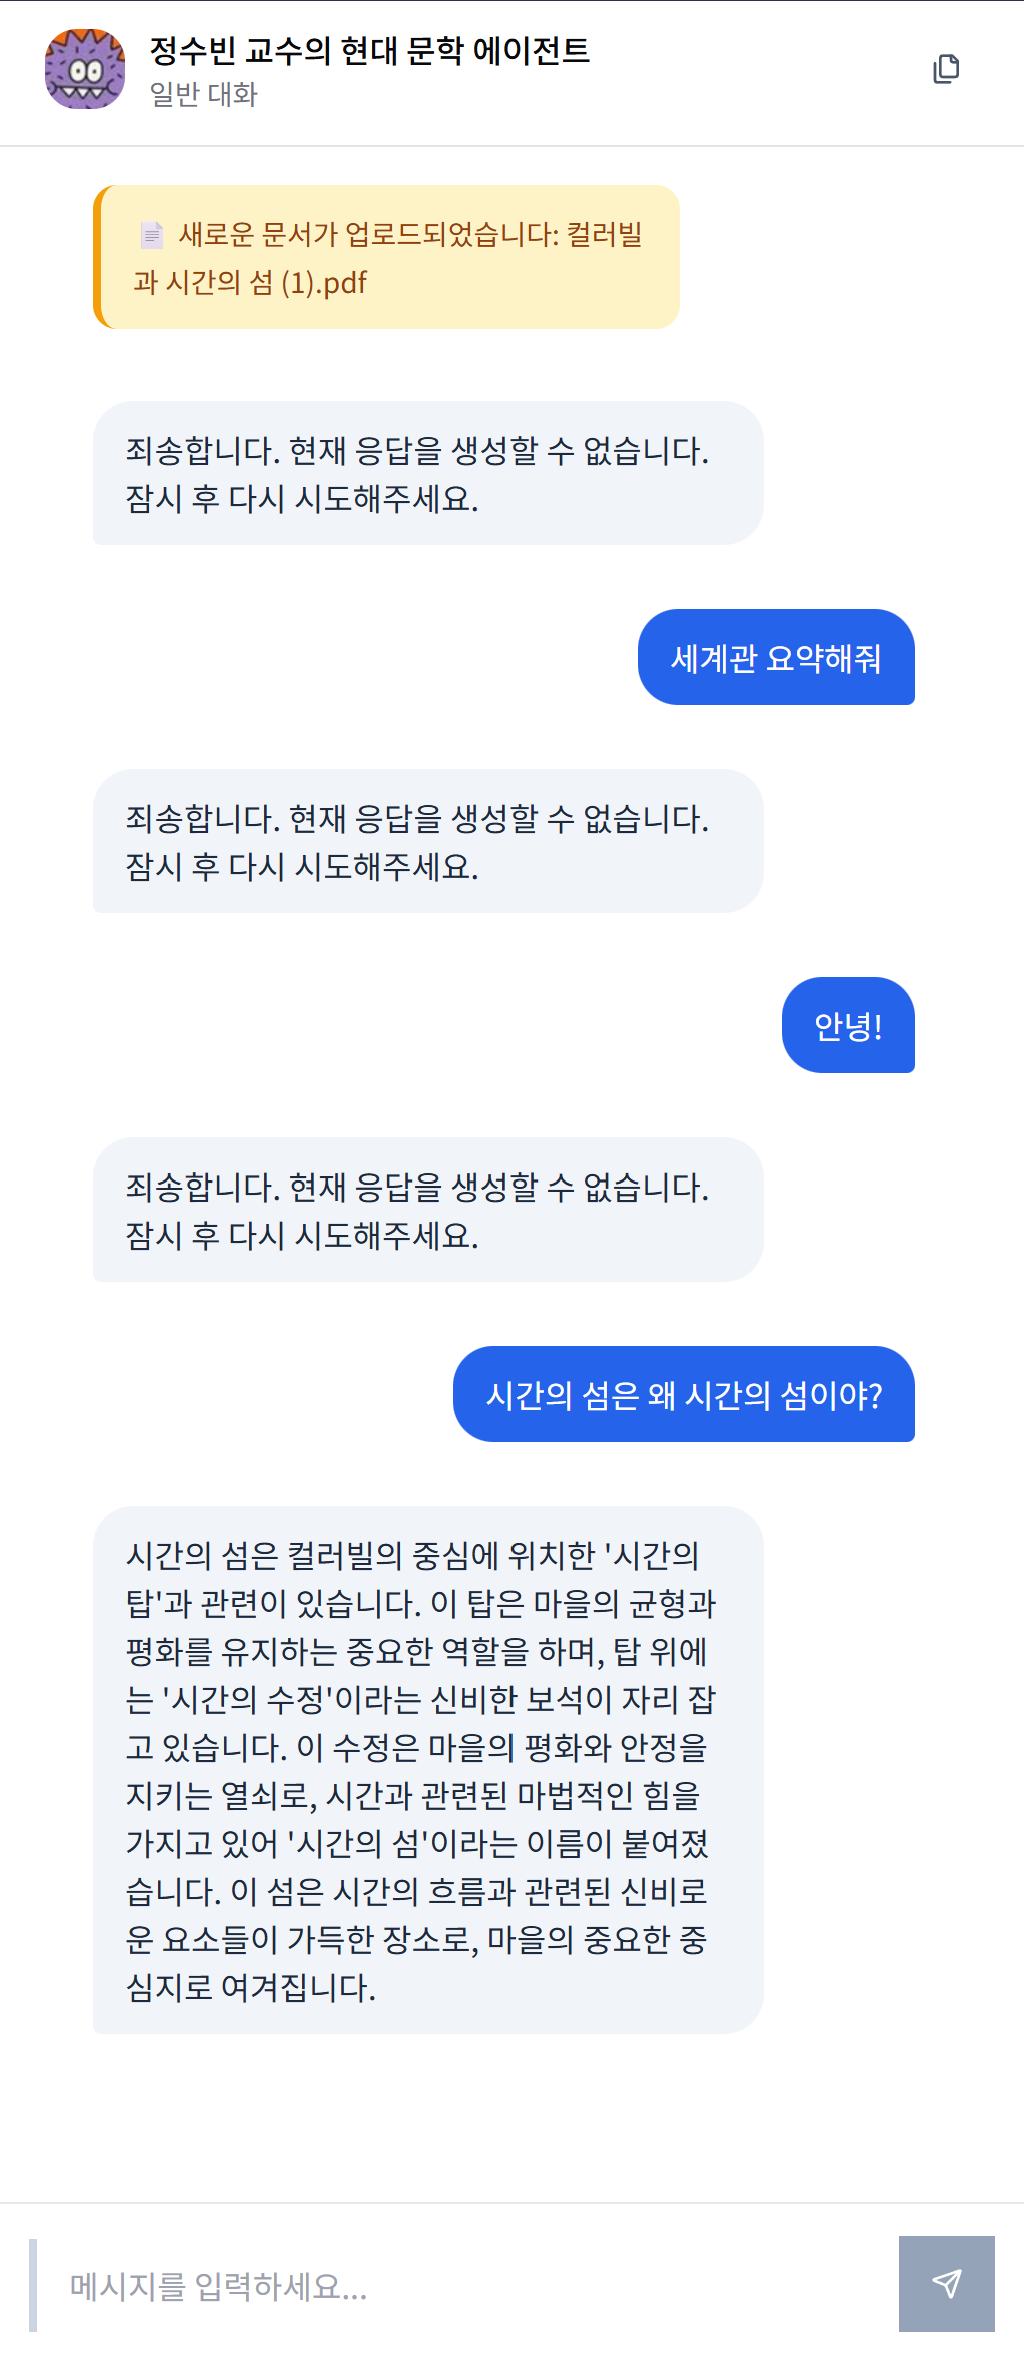 정수빈 교수의 현대 문학 에이전트
일반 대화
새로운 문서가 업로드되었습니다: 컬러빌
과 시간의 섬 (1).pdf
죄송합니다. 현재 응답을 생성할 수 없습니다.
잠시 후 다시 시도해주세요.
세계관 요약해줘
죄송합니다. 현재 응답을 생성할 수 없습니다.
잠시 후 다시 시도해주세요.
안녕!
죄송합니다. 현재 응답을 생성할 수 없습니다.
잠시 후 다시 시도해주세요.
시간의 섬은 왜 시간의 섬이야?
시간의 섬은 컬러빌의 중심에 위치한 '시간의
탑'과 관련이 있습니다. 이 탑은 마을의 균형과
평화를 유지하는 중요한 역할을 하며, 탑 위에
는 '시간의 수정'이라는 신비한 보석이 자리 잡
고 있습니다. 이 수정은 마을의 평화와 안정을
지키는 열쇠로, 시간과 관련된 마법적인 힘을
가지고 있어 '시간의 섬'이라는 이름이 붙여졌
습니다. 이 섬은 시간의 흐름과 관련된 신비로
운 요소들이 가득한 장소로, 마을의 중요한 중
심지로 여겨집니다.
메시지를 입력하세요...